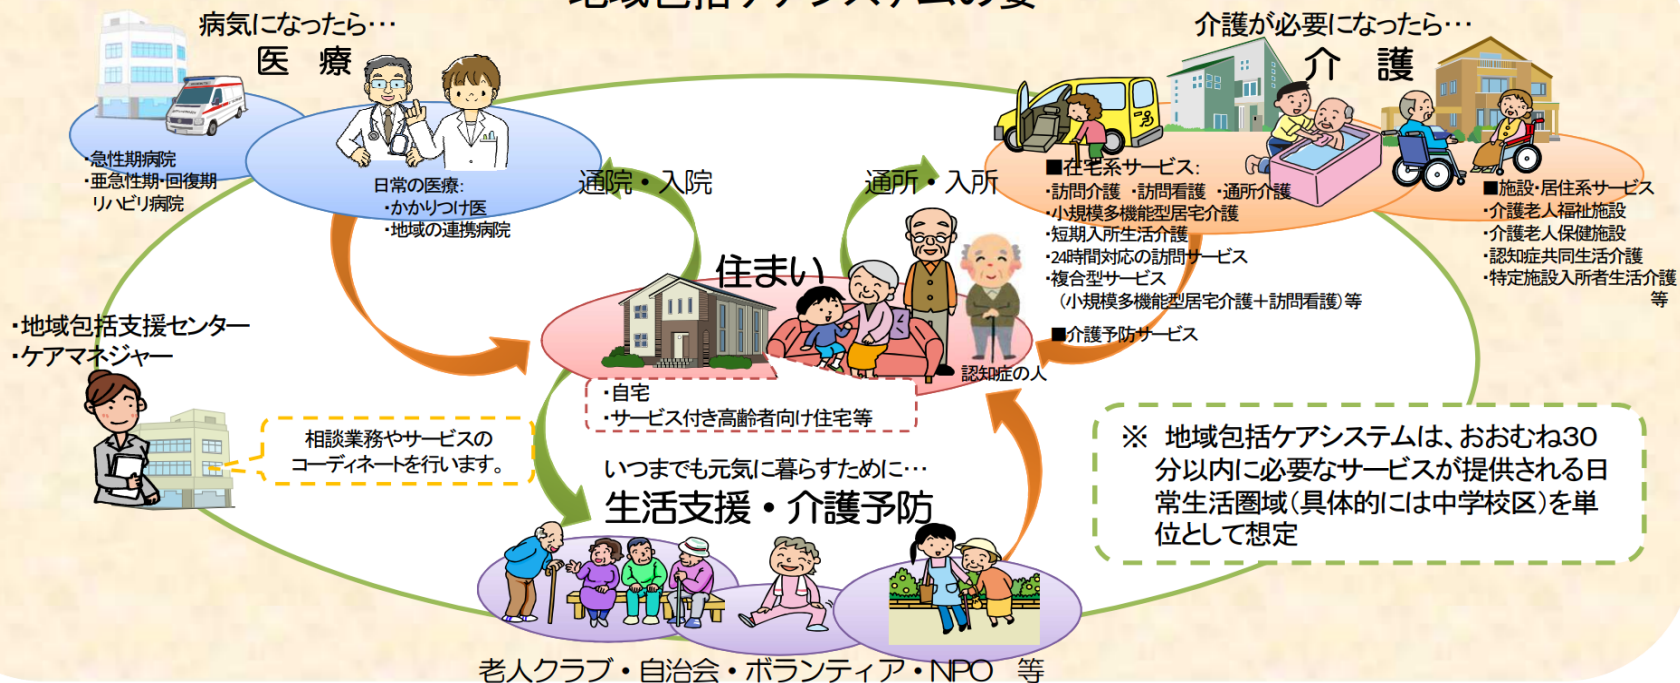 地域包括ケアシステムの姿
病気になったら…
医 療
・急性期病院
・亜急性期・回復期
リハビリ病院
日常の医療:
・かかりつけ医
・地域の連携病院
通院・入院
通所・入所
介護が必要になったら…
介 護
■在宅系サービス:
・訪問介護 ・訪問看護 ・通所介護
・小規模多機能型居宅介護
・短期入所生活介護
・24時間対応の訪問サービス
・複合型サービス
（小規模多機能型居宅介護＋訪問看護）等
■介護予防サービス
■施設・居住系サービス
・介護老人福祉施設
・介護老人保健施設
・認知症共同生活介護
・特定施設入所者生活介護
等
住まい
認知症の人
・自宅
・サービス付き高齢者向け住宅等
・地域包括支援センター
・ケアマネジャー
相談業務やサービスの
コーディネートを行います。
いつまでも元気に暮らすために…
生活支援・介護予防
老人クラブ・自治会・ボランティア・NPO 等
※ 地域包括ケアシステムは、おおむね30
分以内に必要なサービスが提供される日
常生活圏域（具体的には中学校区）を単
位として想定